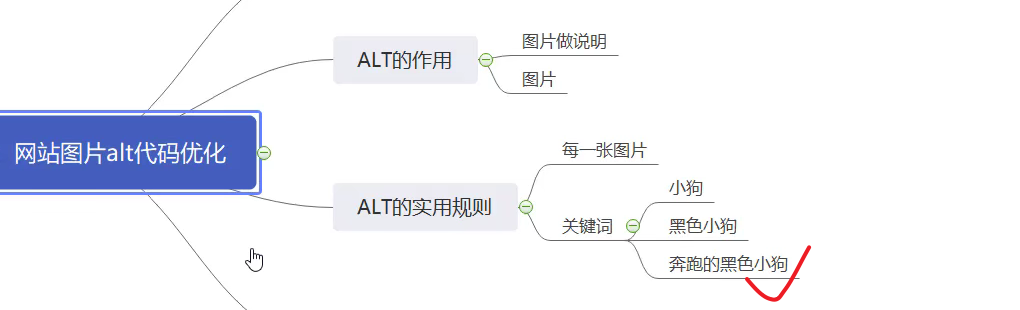 网站图片alt代码优化
ALT的作用
图片做说明
图片
ALT的实用规则
每一张图片
关键词
小狗
黑色小狗
奔跑的黑色小狗